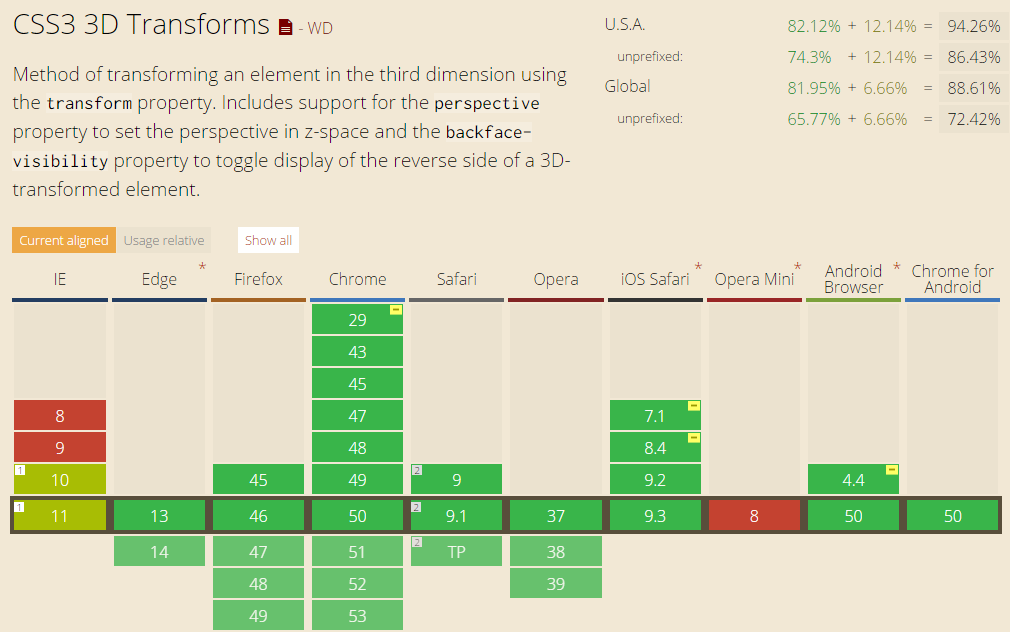 CSS3 3D Transforms - WD
Method of transforming an element in the third dimension using
the transform property. Includes support for the perspective
property to set the perspective in z-space and the backface-
visibility property to toggle display of the reverse side of a 3D-
transformed element.
U.S.A. 82.12% + 12.14% = 94.26%
unprefixed: 74.3% + 12.14% = 86.43%
Global 81.95% + 6.66% = 88.61%
unprefixed: 65.77% + 6.66% = 72.42%
Current aligned Usage relative Show all
IE Edge * Firefox Chrome Safari Opera iOS Safari * Opera Mini * Android Browser * Chrome for Android
29 −
43
45
8 47 7.1 −
9 48 8.4 −
1 10 45 49 2 9 9.2 4.4 −
1 11 13 46 50 2 9.1 37 9.3 8 50 50
14 47 51 2 TP 38
48 52 39
49 53